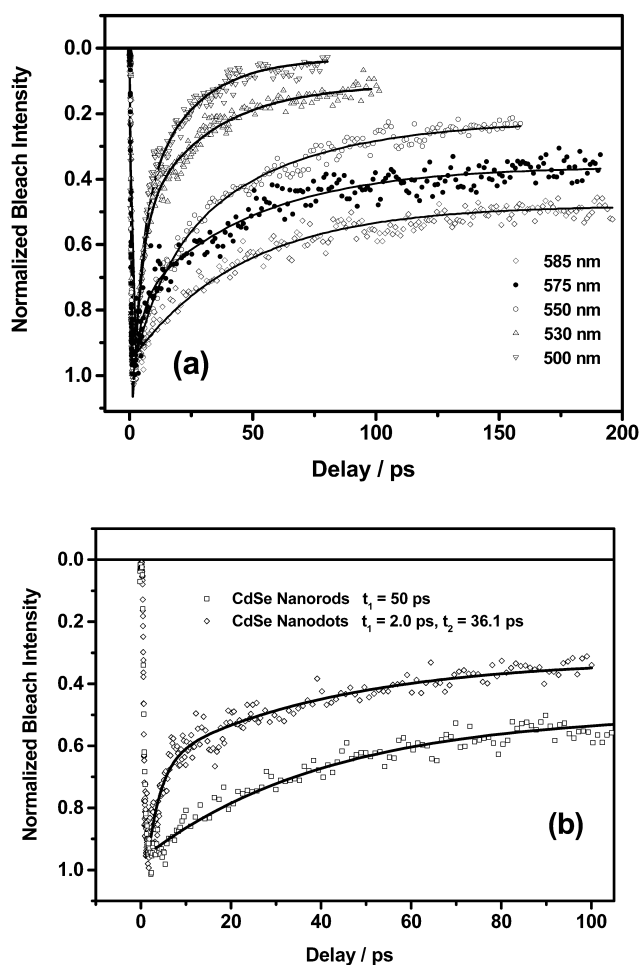 0.0
0.2
0.4
0.6
0.8
1.0
Normalized Bleach Intensity
585 nm
575 nm
550 nm
530 nm
500 nm
(a)
0
50
100
150
200
Delay / ps
0.0
0.2
0.4
0.6
0.8
1.0
Normalized Bleach Intensity
CdSe Nanorods t1 = 50 ps
CdSe Nanodots t1 = 2.0 ps, t2 = 36.1 ps
(b)
0
20
40
60
80
100
Delay / ps